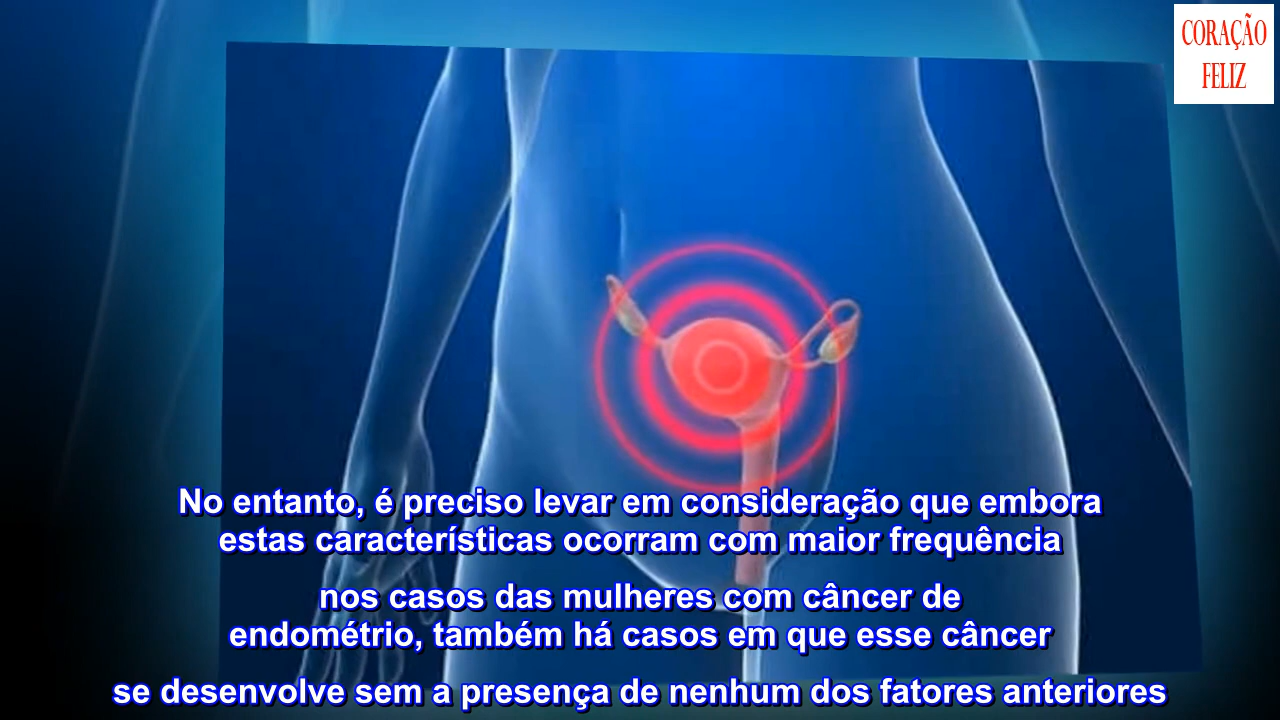 CORAÇÃO
FELIZ
No entanto, é preciso levar em consideração que embora
estas características ocorram com maior frequência
nos casos das mulheres com câncer de
endométrio, também há casos em que esse câncer
se desenvolve sem a presença de nenhum dos fatores anteriores